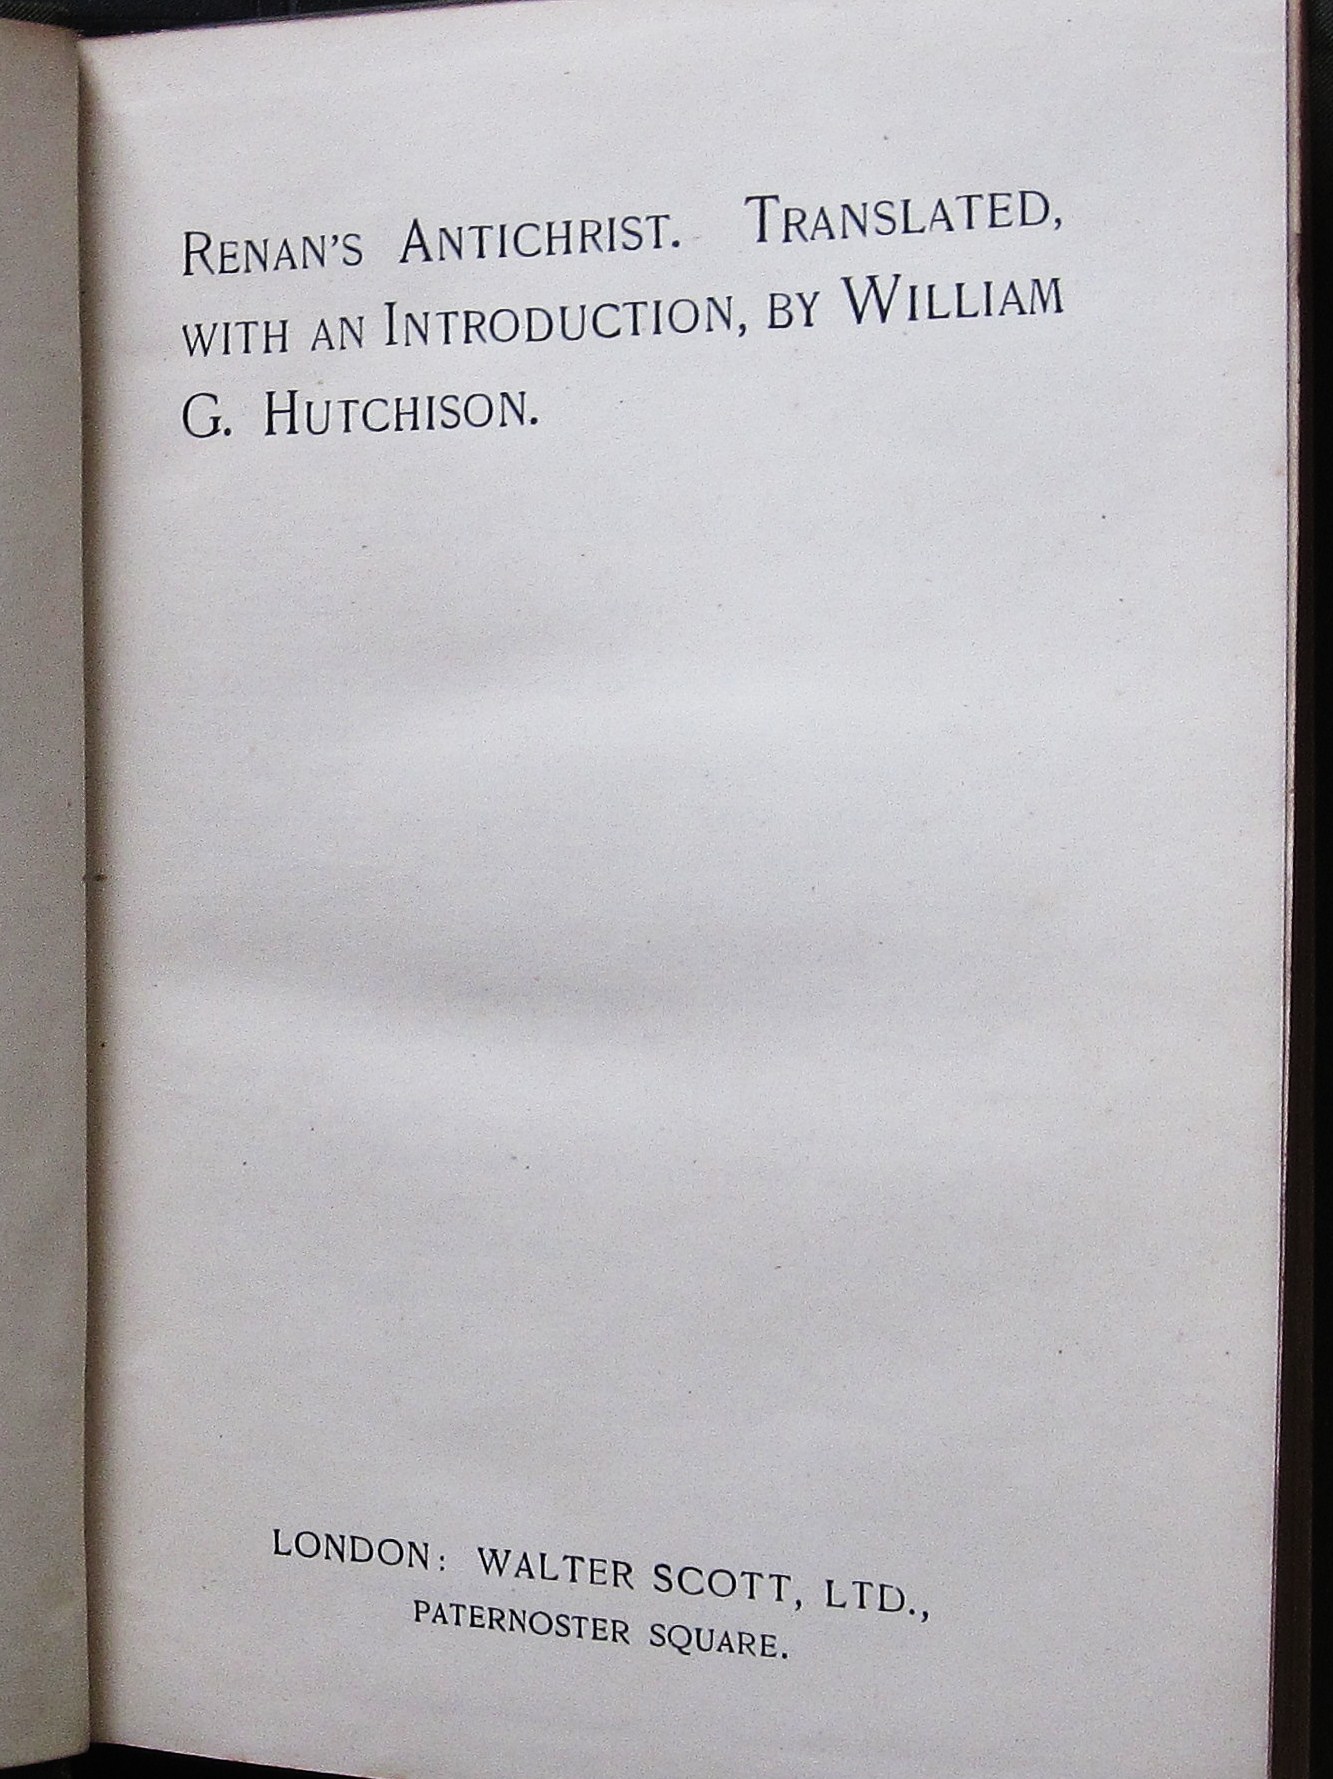 RENAN'S ANTICHRIST. TRANSLATED,
WITH AN INTRODUCTION, BY WILLIAM
G. HUTCHISON.
LONDON: WALTER SCOTT, LTD.,
PATERNOSTER SQUARE.